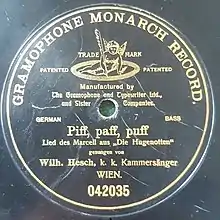 GRAMOPHONE MONARCH RECORD
TRADE MARK
PATENTED PATENTED
Manufactured by
The Gramophone and Typewriter Ltd.,
and Sister Companies.
GERMAN BASS
Piff, paff, puff
Lied des Marcell aus „Die Hugenotten"
gesungen von
Wilh. Hesch, k. k. Kammersänger
WIEN.
042035